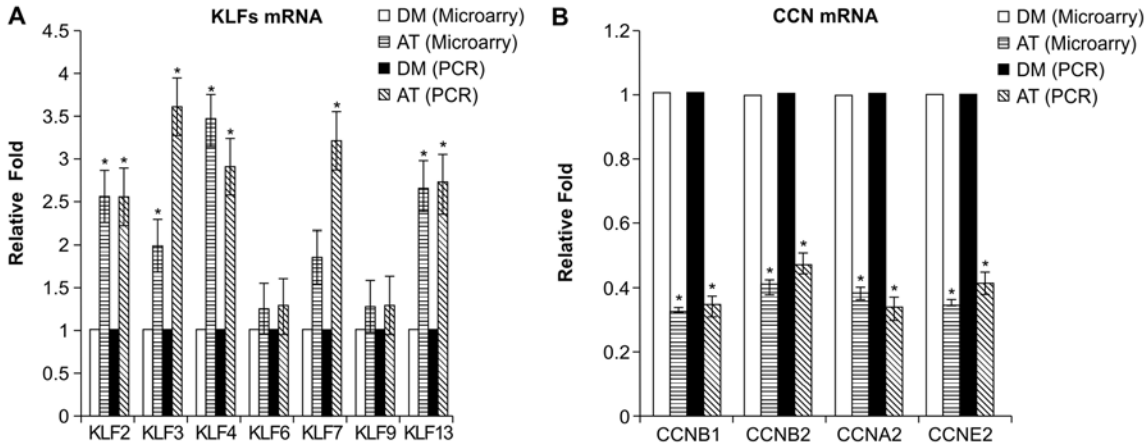 A
KLFs mRNA
DM (Microarry)
AT (Microarry)
DM (PCR)
AT (PCR)
Relative Fold
4.5
4
3.5
3
2.5
2
1.5
1
0.5
0
* * * * * * * * *
KLF2 KLF3 KLF4 KLF6 KLF7 KLF9 KLF13
B
CCN mRNA
DM (Microarry)
AT (Microarry)
DM (PCR)
AT (PCR)
Relative Fold
1.2
1
0.8
0.6
0.4
0.2
0
* * * * * * * *
CCNB1 CCNB2 CCNA2 CCNE2